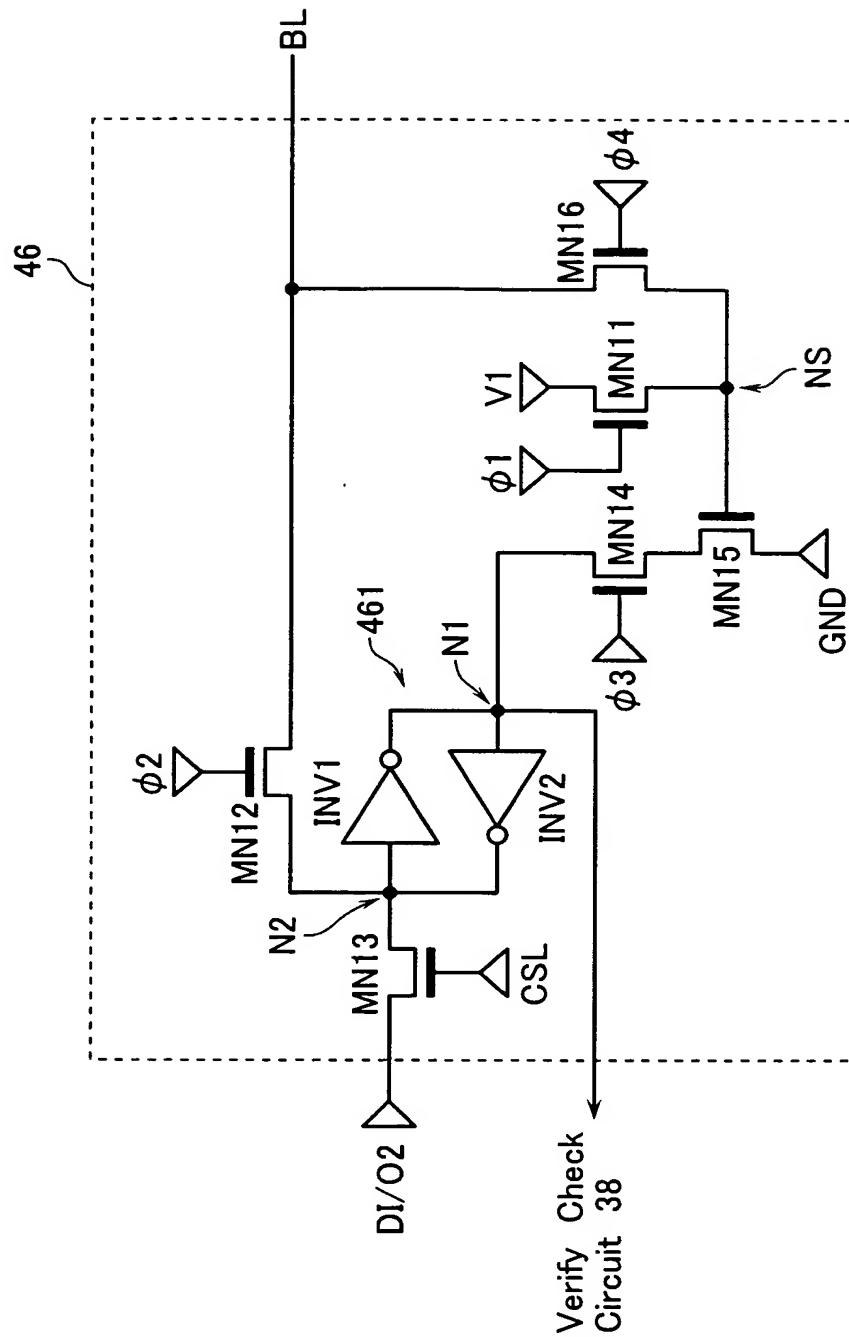 46
BL
φ2
MN12
φ4
MN16
461
INV1
V1
N2
MN13
N1
φ1
MN11
MN14
INV2
NS
DI/O2
CSL
φ3
MN15
GND
Verify Check
Circuit 38